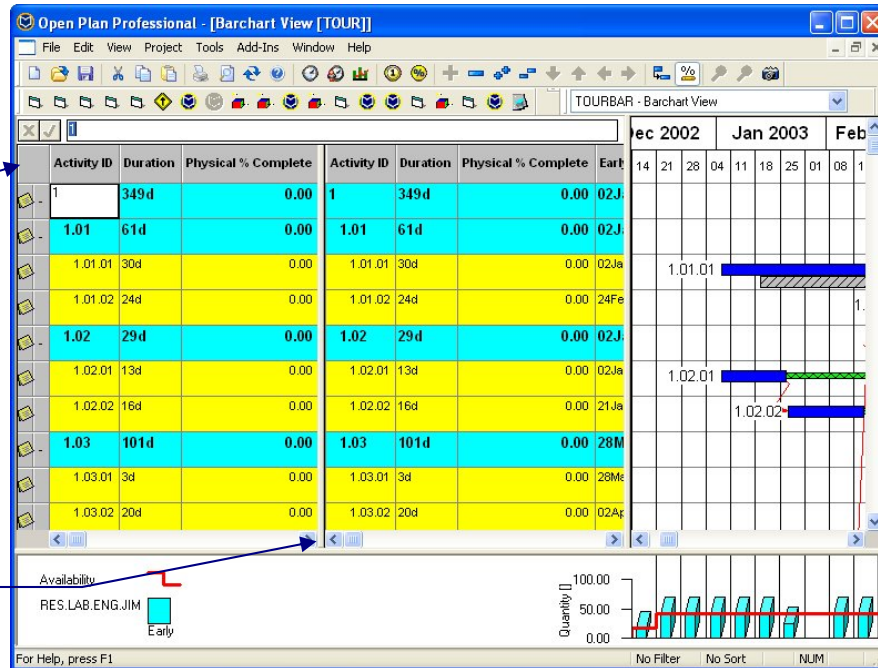 Open Plan Professional - [Barchart View [TOUR]]
File Edit View Project Tools Add-Ins Window Help
TOURBAR - Barchart View
1
Dec 2002 Jan 2003 Feb
Activity ID Duration Physical % Complete Activity ID Duration Physical % Complete Earl
14 21 28 04 11 18 25 01 08 1
1 349d 0.00 1 349d 0.00 02J
1.01 61d 0.00 1.01 61d 0.00 02J
1.01.01 30d 0.00 1.01.01 30d 0.00 02Ja 1.01.01
1.01.02 24d 0.00 1.01.02 24d 0.00 24Fe 1.
1.02 29d 0.00 1.02 29d 0.00 02J
1.02.01 13d 0.00 1.02.01 13d 0.00 02Ja 1.02.01
1.02.02 16d 0.00 1.02.02 16d 0.00 21Ja 1.02.02
1.03 101d 0.00 1.03 101d 0.00 28M
1.03.01 3d 0.00 1.03.01 3d 0.00 28Ma
1.03.02 20d 0.00 1.03.02 20d 0.00 02Ap
Availability
RES.LAB.ENG.JIM
Early
Quantity []
100.00
50.00
0.00
For Help, press F1 No Filter No Sort NUM